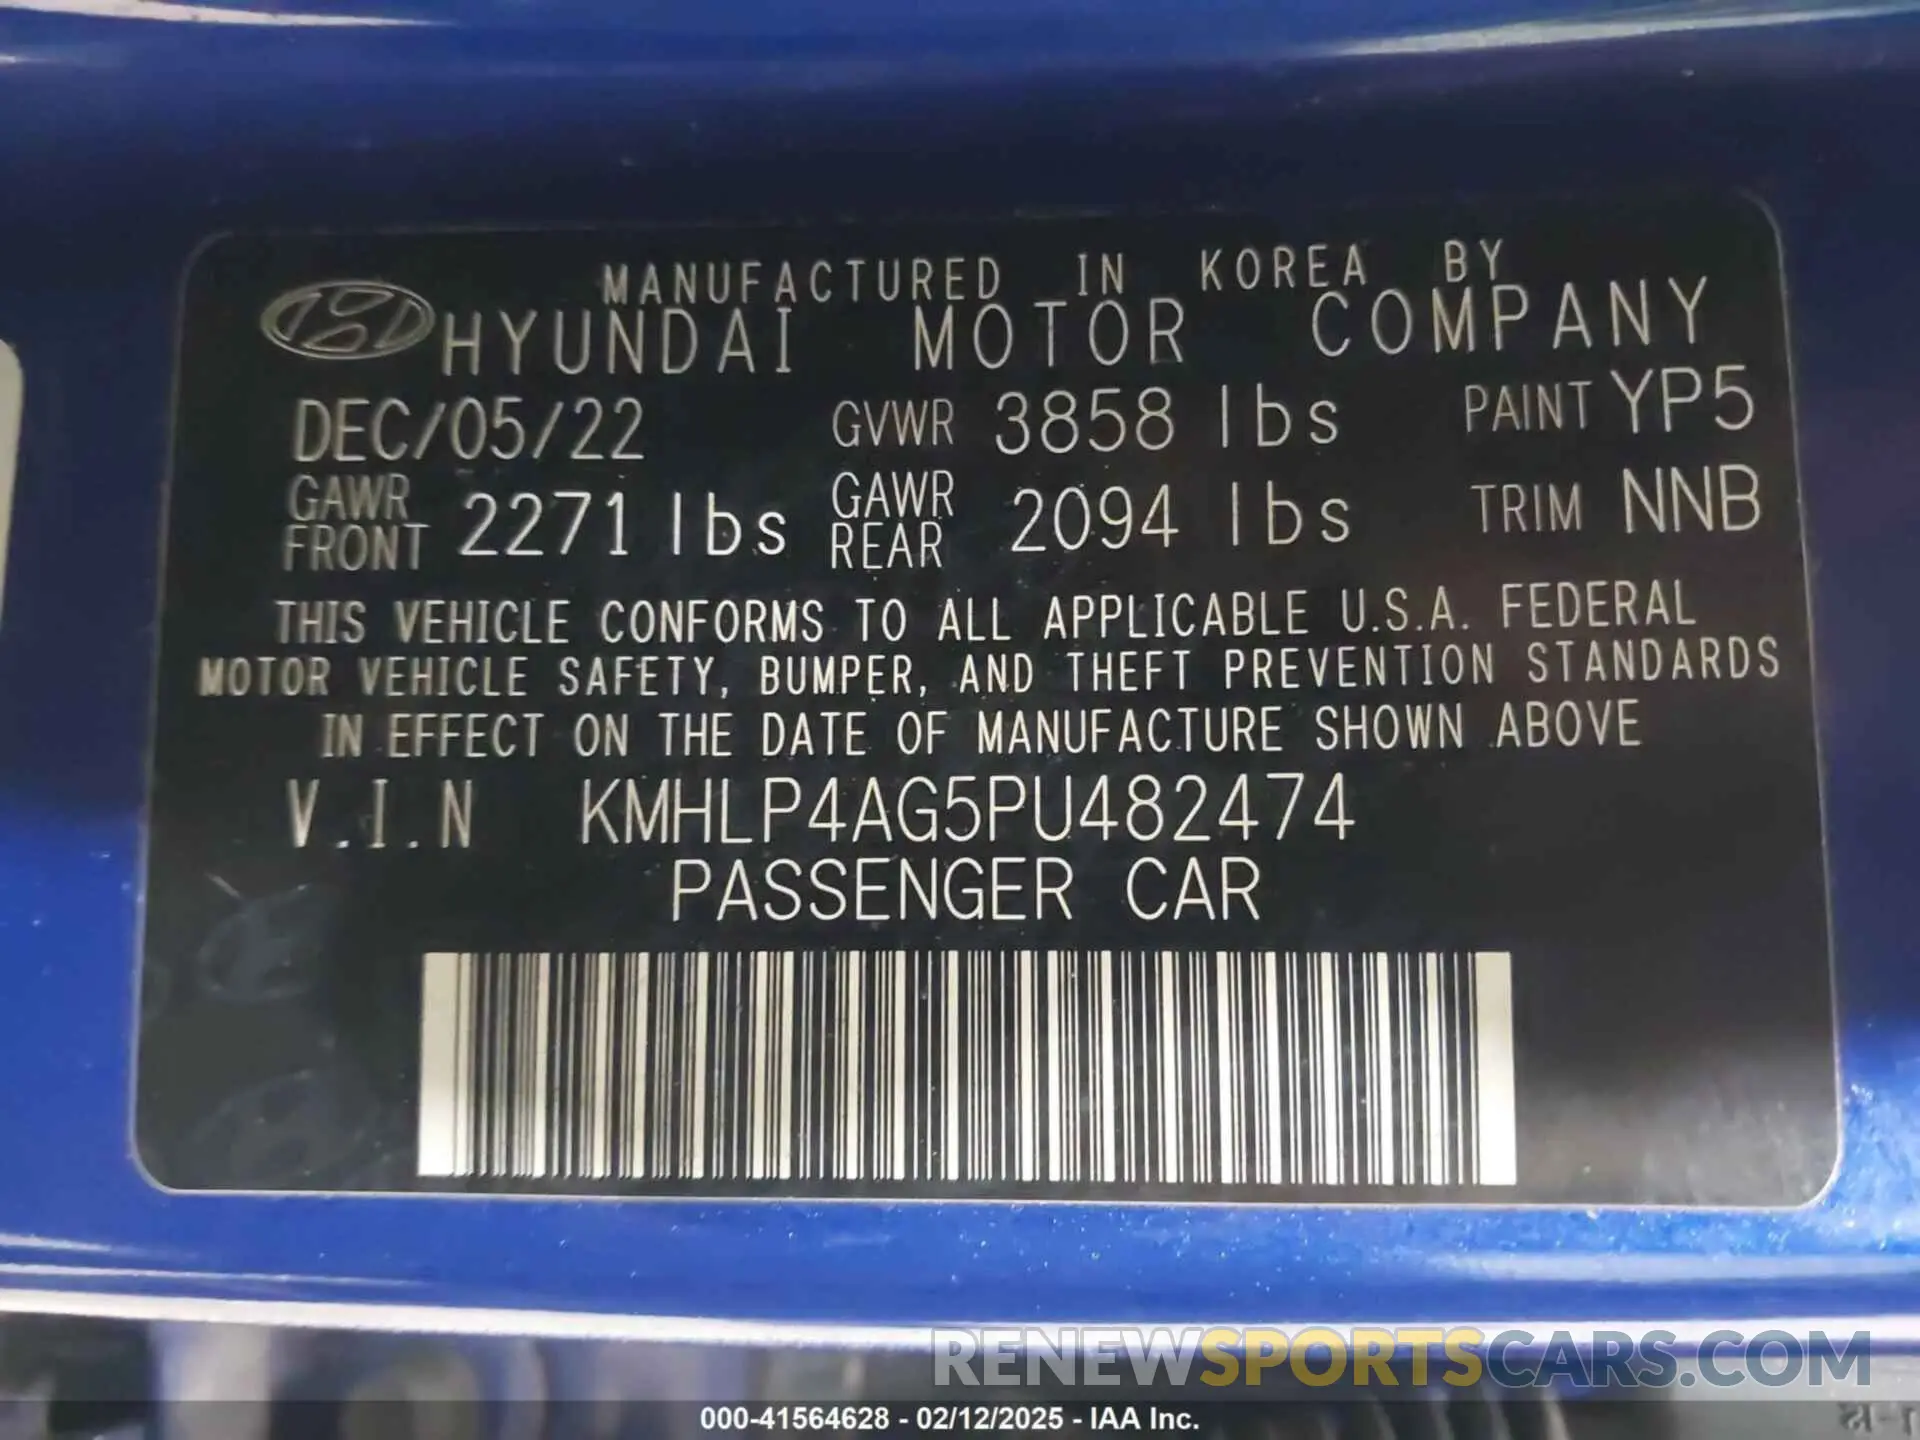 MANUFACTURED IN KOREA BY
HYUNDAI MOTOR COMPANY
DEC/05/22 GVWR 3858 lbs PAINT YP5
GAWR FRONT 2271 lbs GAWR REAR 2094 lbs TRIM NNB
THIS VEHICLE CONFORMS TO ALL APPLICABLE U.S.A. FEDERAL
MOTOR VEHICLE SAFETY, BUMPER, AND THEFT PREVENTION STANDARDS
IN EFFECT ON THE DATE OF MANUFACTURE SHOWN ABOVE
V.I.N KMHLP4AG5PU482474
PASSENGER CAR
RENEWSPORTSCARS.COM
000-41564628 - 02/12/2025 - IAA Inc.